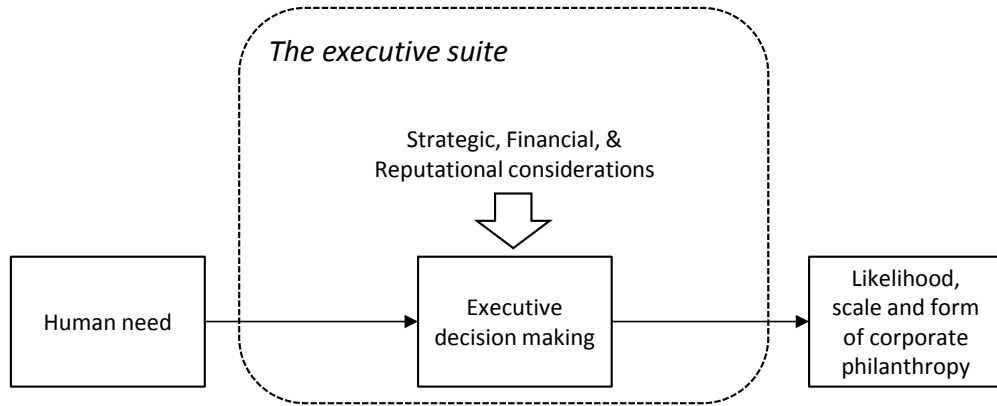 The executive suite
Strategic, Financial, &
Reputational considerations
Human need
Executive
decision making
Likelihood,
scale and form
of corporate
philanthropy